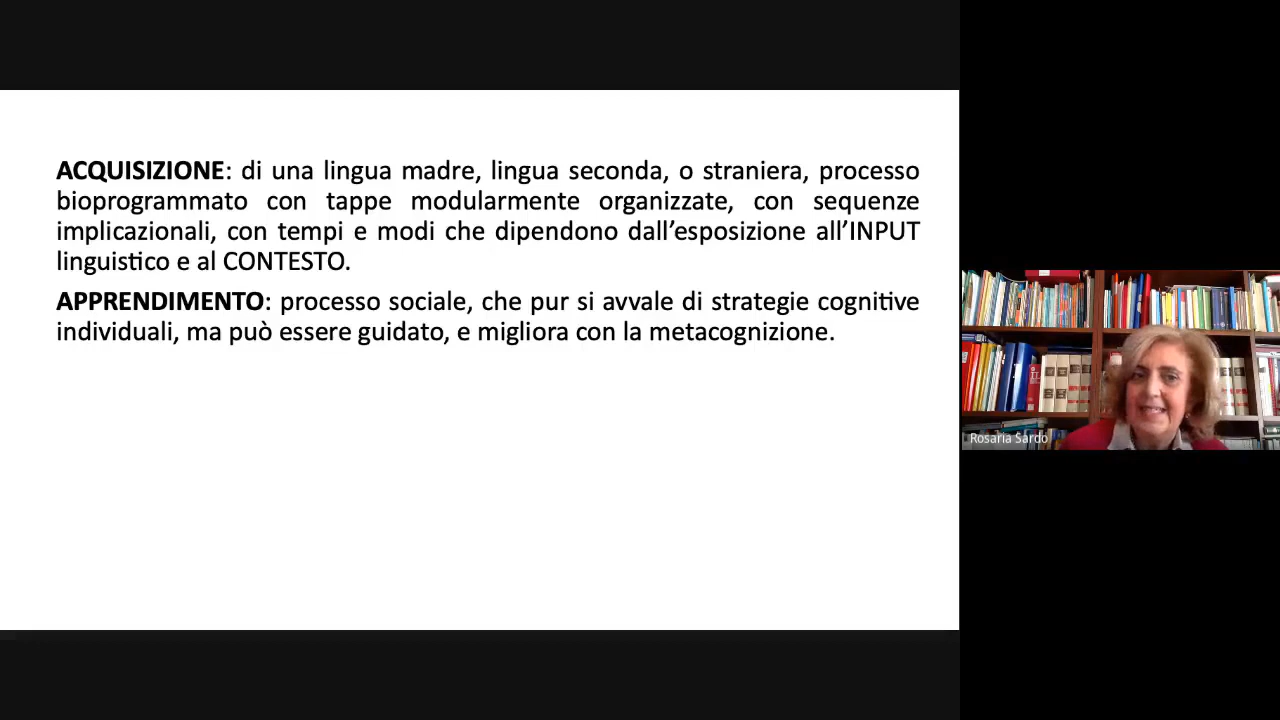 ACQUISIZIONE: di una lingua madre, lingua seconda, o straniera, processo
bioprogrammato con tappe modularmente organizzate, con sequenze
implicazionali, con tempi e modi che dipendono dall’esposizione all’INPUT
linguistico e al CONTESTO.
APPRENDIMENTO: processo sociale, che pur si avvale di strategie cognitive
individuali, ma può essere guidato, e migliora con la metacognizione.
Rosaria Sardo